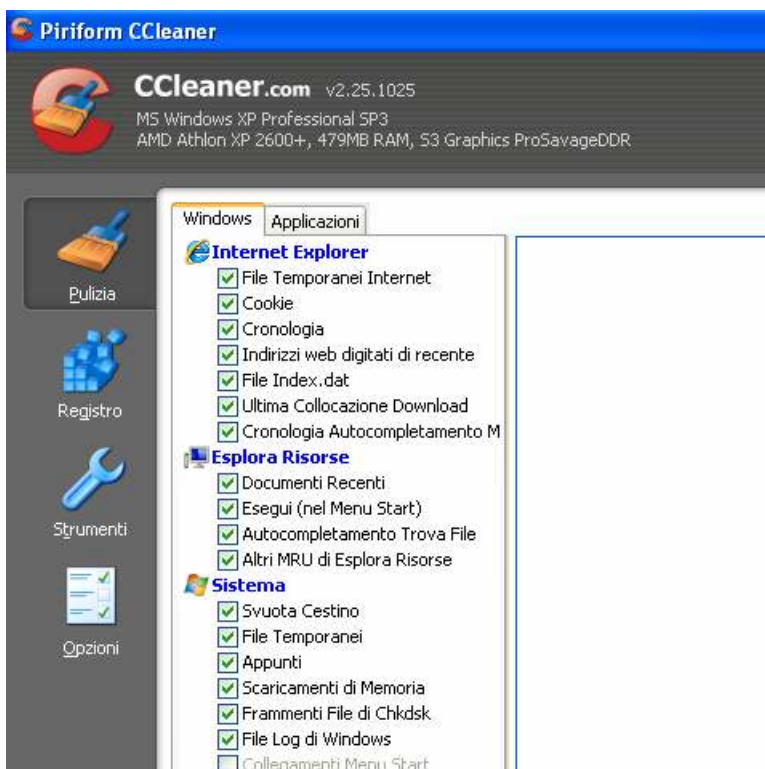 Piriform CCleaner
CCleaner.com v2.25.1025
MS Windows XP Professional SP3
AMD Athlon XP 2600+, 479MB RAM, S3 Graphics ProSavageDDR
Pulizia
Registro
Strumenti
Opzioni
Windows Applicazioni
Internet Explorer
File Temporanei Internet
Cookie
Cronologia
Indirizzi web digitati di recente
File Index.dat
Ultima Collocazione Download
Cronologia Autocompletamento M
Esplora Risorse
Documenti Recenti
Esegui (nel Menu Start)
Autocompletamento Trova File
Altri MRU di Esplora Risorse
Sistema
Svuota Cestino
File Temporanei
Appunti
Scaricamenti di Memoria
Frammenti File di Chkdsk
File Log di Windows
Collegamenti Menu Start